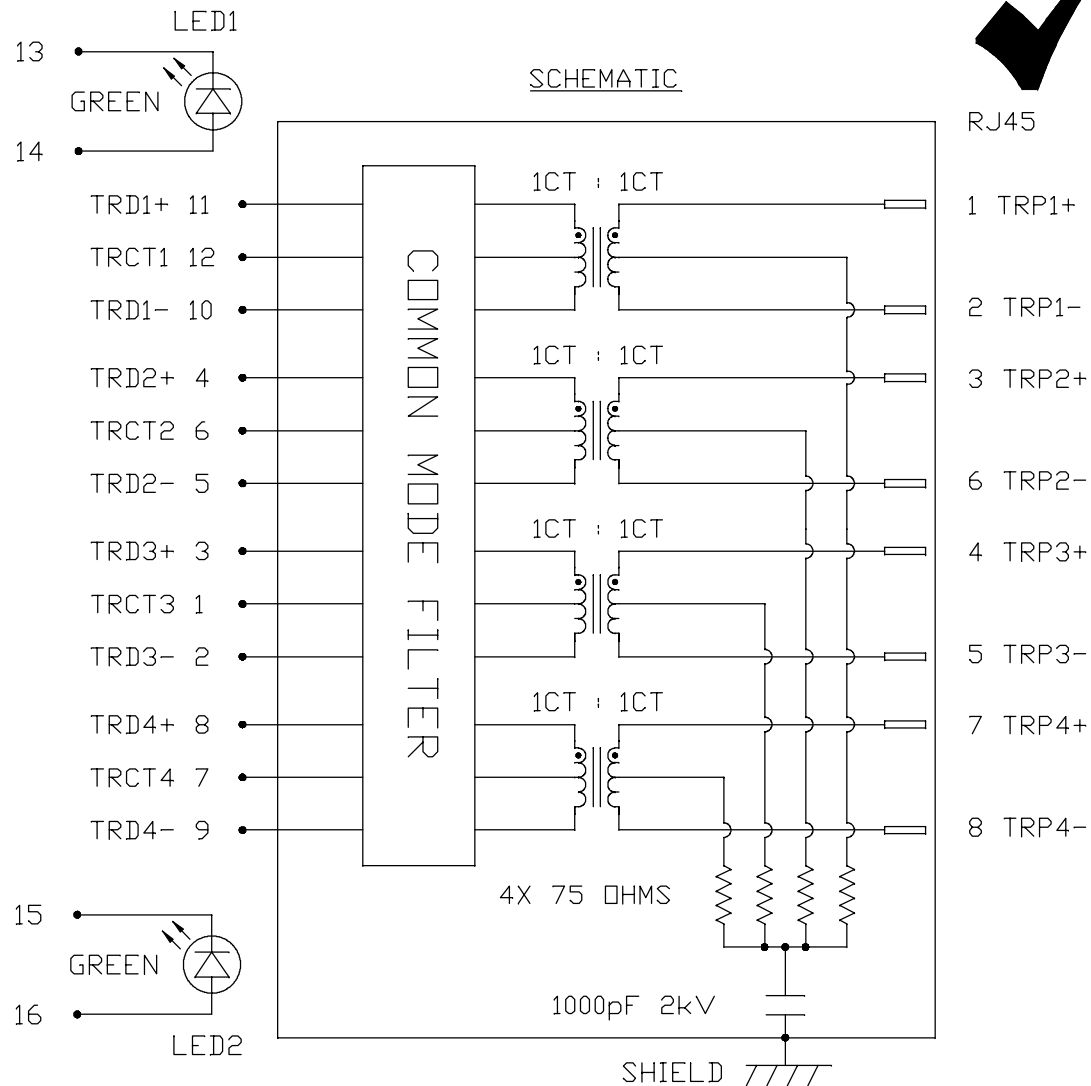 LED1
13
GREEN
14
SCHEMATIC
RJ45
1CT : 1CT
TRD1+ 11
1 TRP1+
TRCT1 12
TRD1- 10
2 TRP1-
1CT : 1CT
TRD2+ 4
3 TRP2+
TRCT2 6
TRD2- 5
6 TRP2-
1CT : 1CT
TRD3+ 3
4 TRP3+
TRCT3 1
TRD3- 2
5 TRP3-
1CT : 1CT
TRD4+ 8
7 TRP4+
TRCT4 7
TRD4- 9
8 TRP4-
COMMON MODE FILTER
4X 75 OHMS
15
GREEN
16
LED2
1000pF 2kV
SHIELD